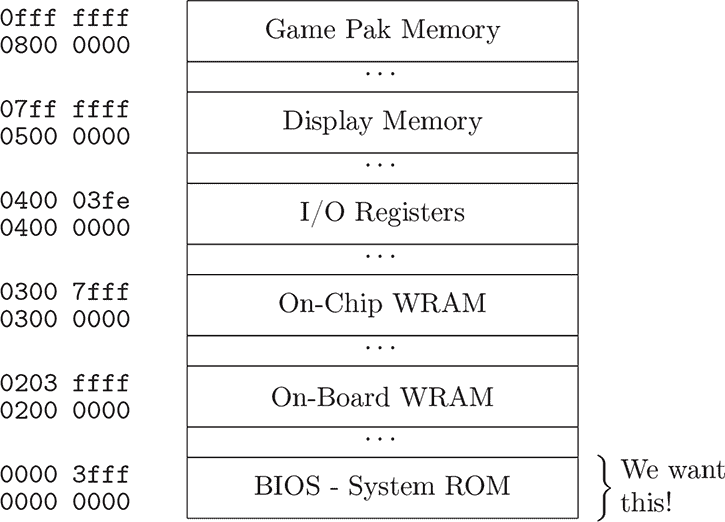 0fff ffff
0800 0000
Game Pak Memory
...
07ff ffff
0500 0000
Display Memory
...
0400 03fe
0400 0000
I/O Registers
...
0300 7fff
0300 0000
On-Chip WRAM
...
0203 ffff
0200 0000
On-Board WRAM
...
0000 3fff
0000 0000
BIOS - System ROM
We want
this!